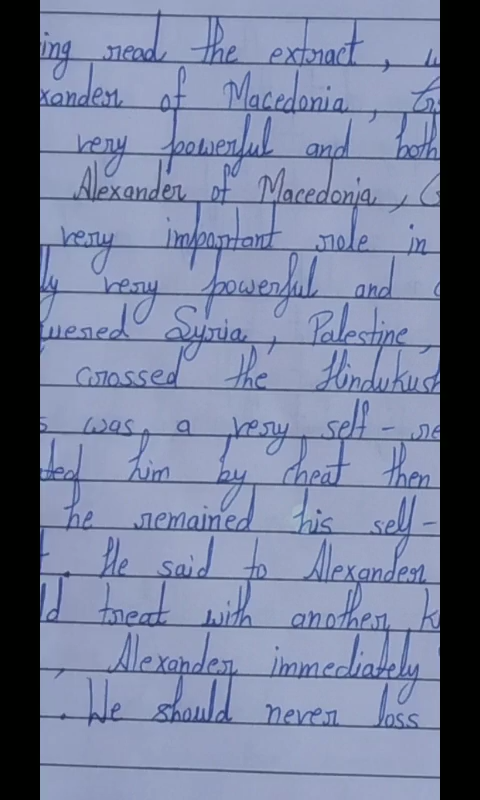 ing read the extract,
xander of Macedonia,
very powerful and both
Alexander of Macedonia,
very important role in
ly very powerful and
uered Syria, Palestine,
crossed the Hindukush
s was a very self-re
ted him by cheat then
he remained his self-
. He said to Alexander
ld treat with another k
, Alexander immediately
. We should never loss